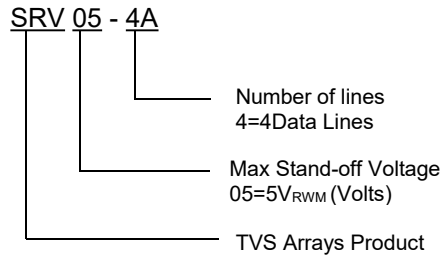 SRV 05 - 4A
Number of lines
4=4Data Lines
Max Stand-off Voltage
05=5VRWM (Volts)
TVS Arrays Product